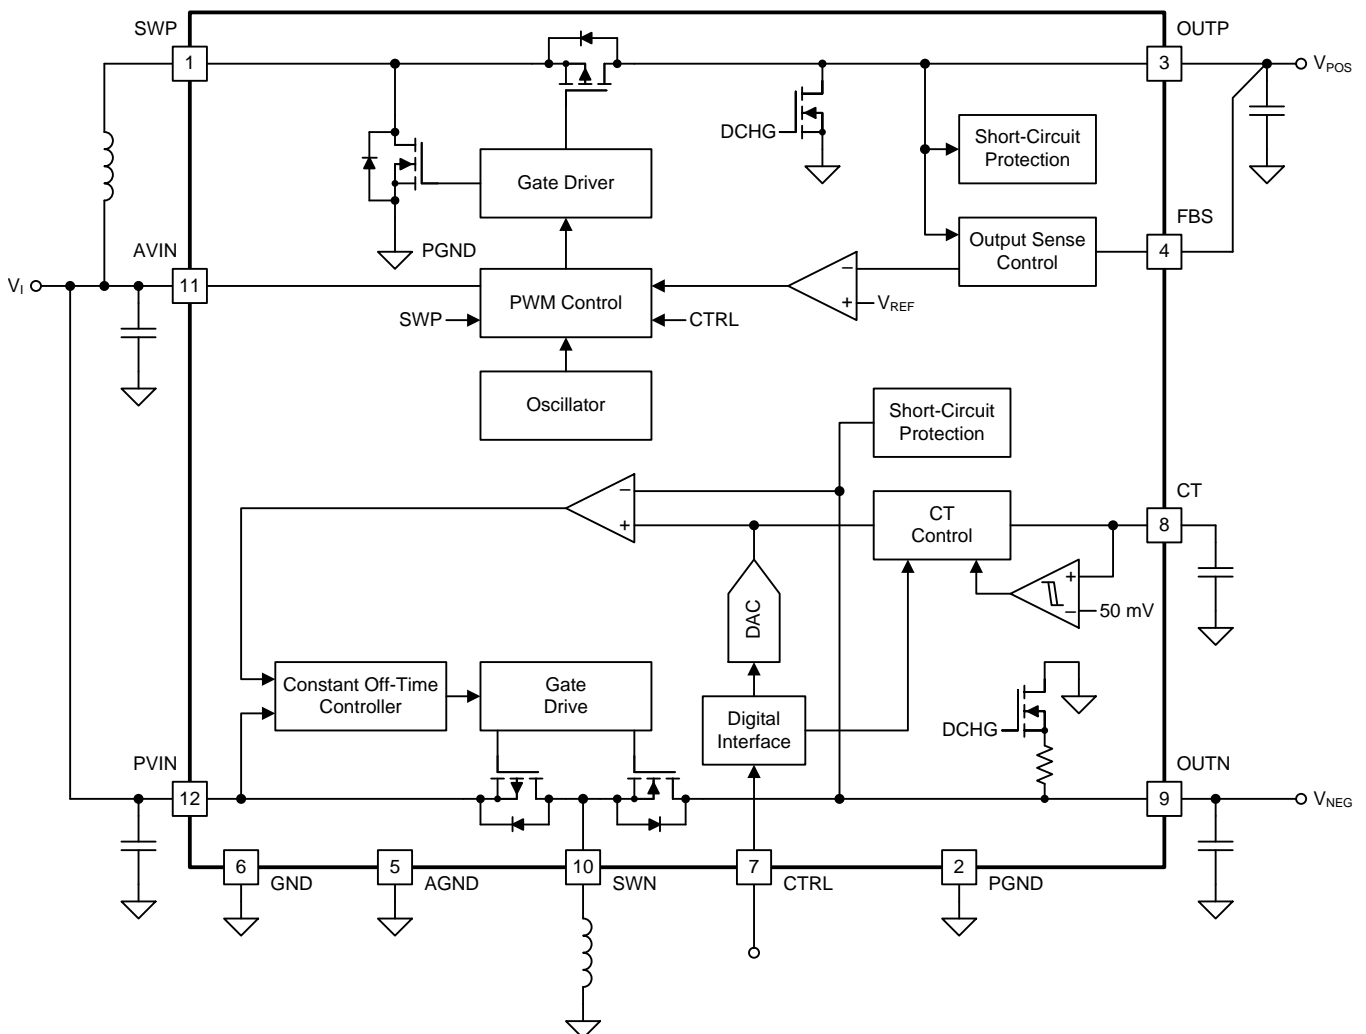 SWP
OUTP
1
3
VPOS
DCHG
Short-Circuit
Protection
Gate Driver
FBS
AVIN
PGND
Output Sense
Control
4
VI
11
PWM Control
−
+
VREF
SWP
CTRL
Oscillator
Short-Circuit
Protection
CT
−
+
CT
Control
8
+
−
50 mV
DAC
Constant Off-Time
Controller
Gate
Drive
Digital
Interface
DCHG
PVIN
OUTN
12
9
VNEG
6
GND
5
AGND
10
SWN
7
CTRL
2
PGND